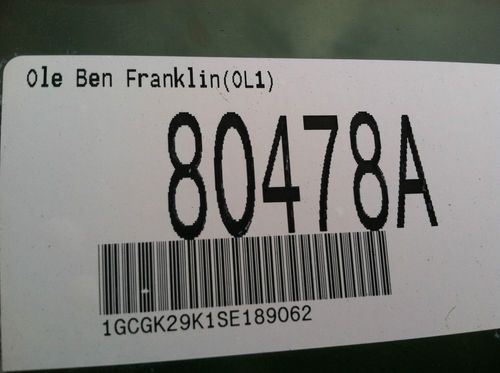 Ole Ben Franklin(OL1)
80478A
1GCGK29K1SE189062